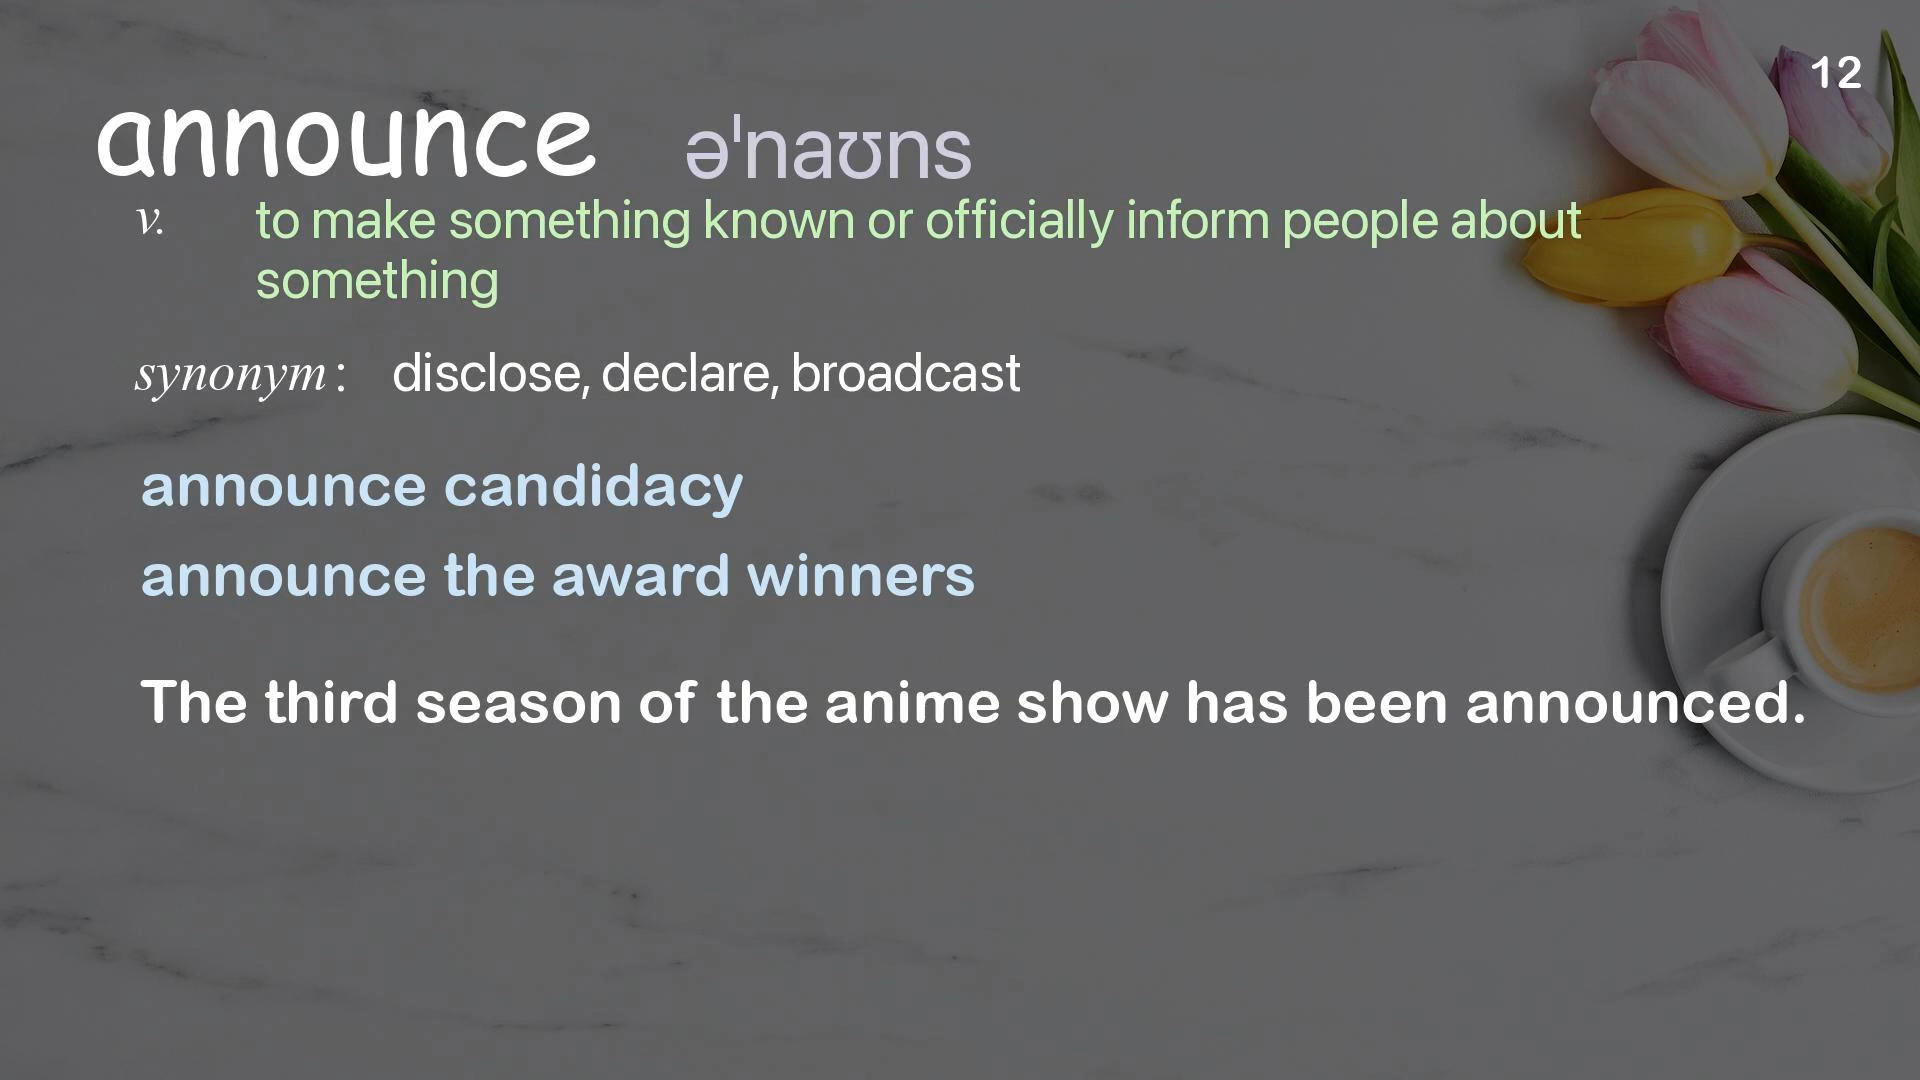 12
announce əˈnaʊns
v. to make something known or officially inform people about
something
synonym : disclose, declare, broadcast
announce candidacy
announce the award winners
The third season of the anime show has been announced.